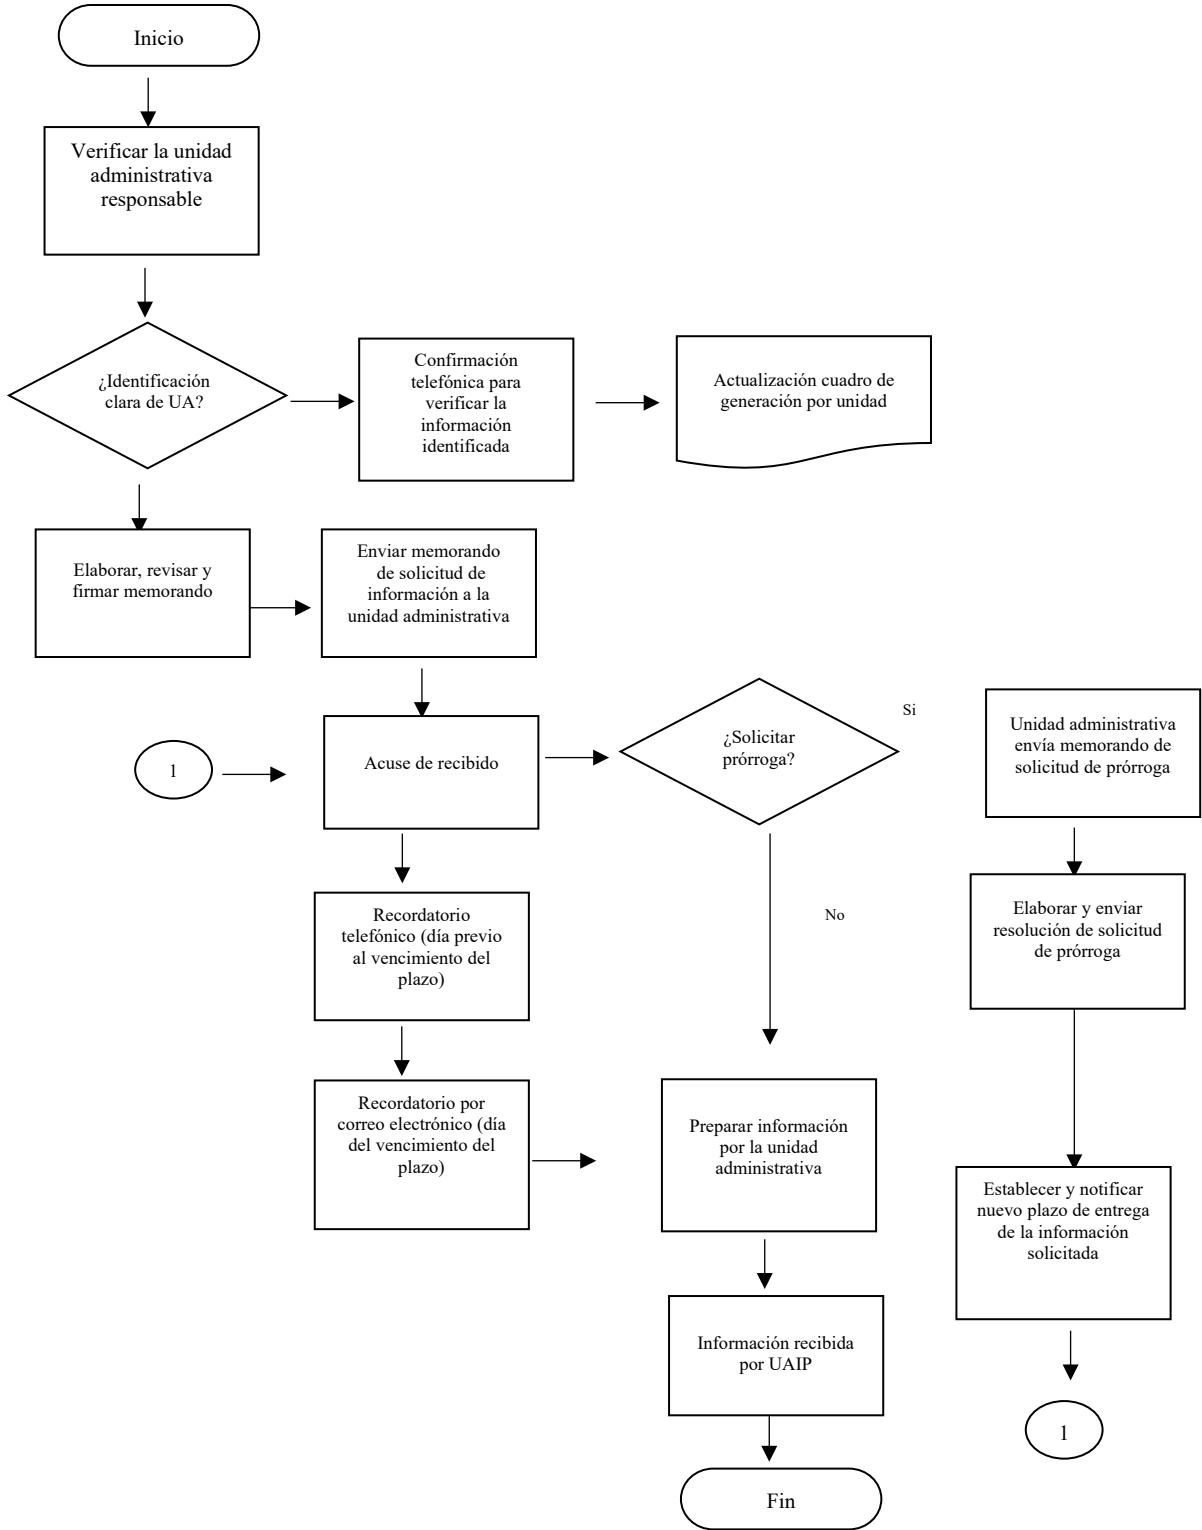 Inicio
Verificar la unidad
administrativa
responsable
¿Identificación
clara de UA?
Confirmación
telefónica para
verificar la
información
identificada
Actualización cuadro de
generación por unidad
Elaborar, revisar y
firmar memorando
Enviar memorando
de solicitud de
información a la
unidad administrativa
1
Acuse de recibido
¿Solicitar
prórroga?
Si
Unidad administrativa
envía memorando de
solicitud de prórroga
Recordatorio
telefónico (día previo
al vencimiento del
plazo)
No
Elaborar y enviar
resolución de solicitud
de prórroga
Recordatorio por
correo electrónico (día
del vencimiento del
plazo)
Preparar información
por la unidad
administrativa
Establecer y notificar
nuevo plazo de entrega
de la información
solicitada
Información recibida
por UAIP
1
Fin